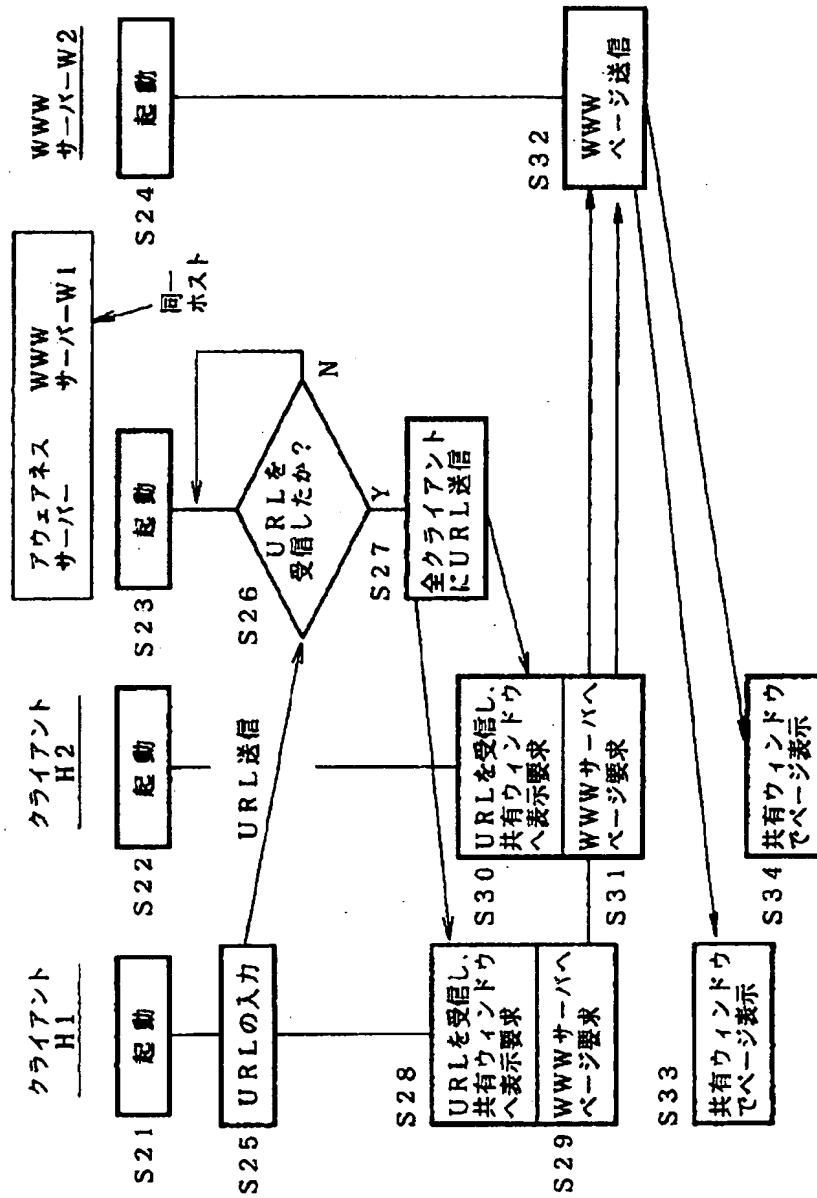 クライアント
H1
クライアント
H2
アウェアネス
サーバー
WWW
サーバーW1
WWW
サーバーW2
同一
ホスト
S21
起動
S22
起動
S23
起動
S24
起動
S25
URLの入力
URL送信
S26
URLを
受信したか?
N
Y
S27
全クライアント
にURL送信
S28
URLを受信し、
共有ウィンドウ
へ表示要求
S29
WWWサーバへ
ページ要求
S30
URLを受信し、
共有ウィンドウ
へ表示要求
S31
WWWサーバへ
ページ要求
S32
WWW
ページ送信
S33
共有ウィンドウ
でページ表示
S34
共有ウィンドウ
でページ表示